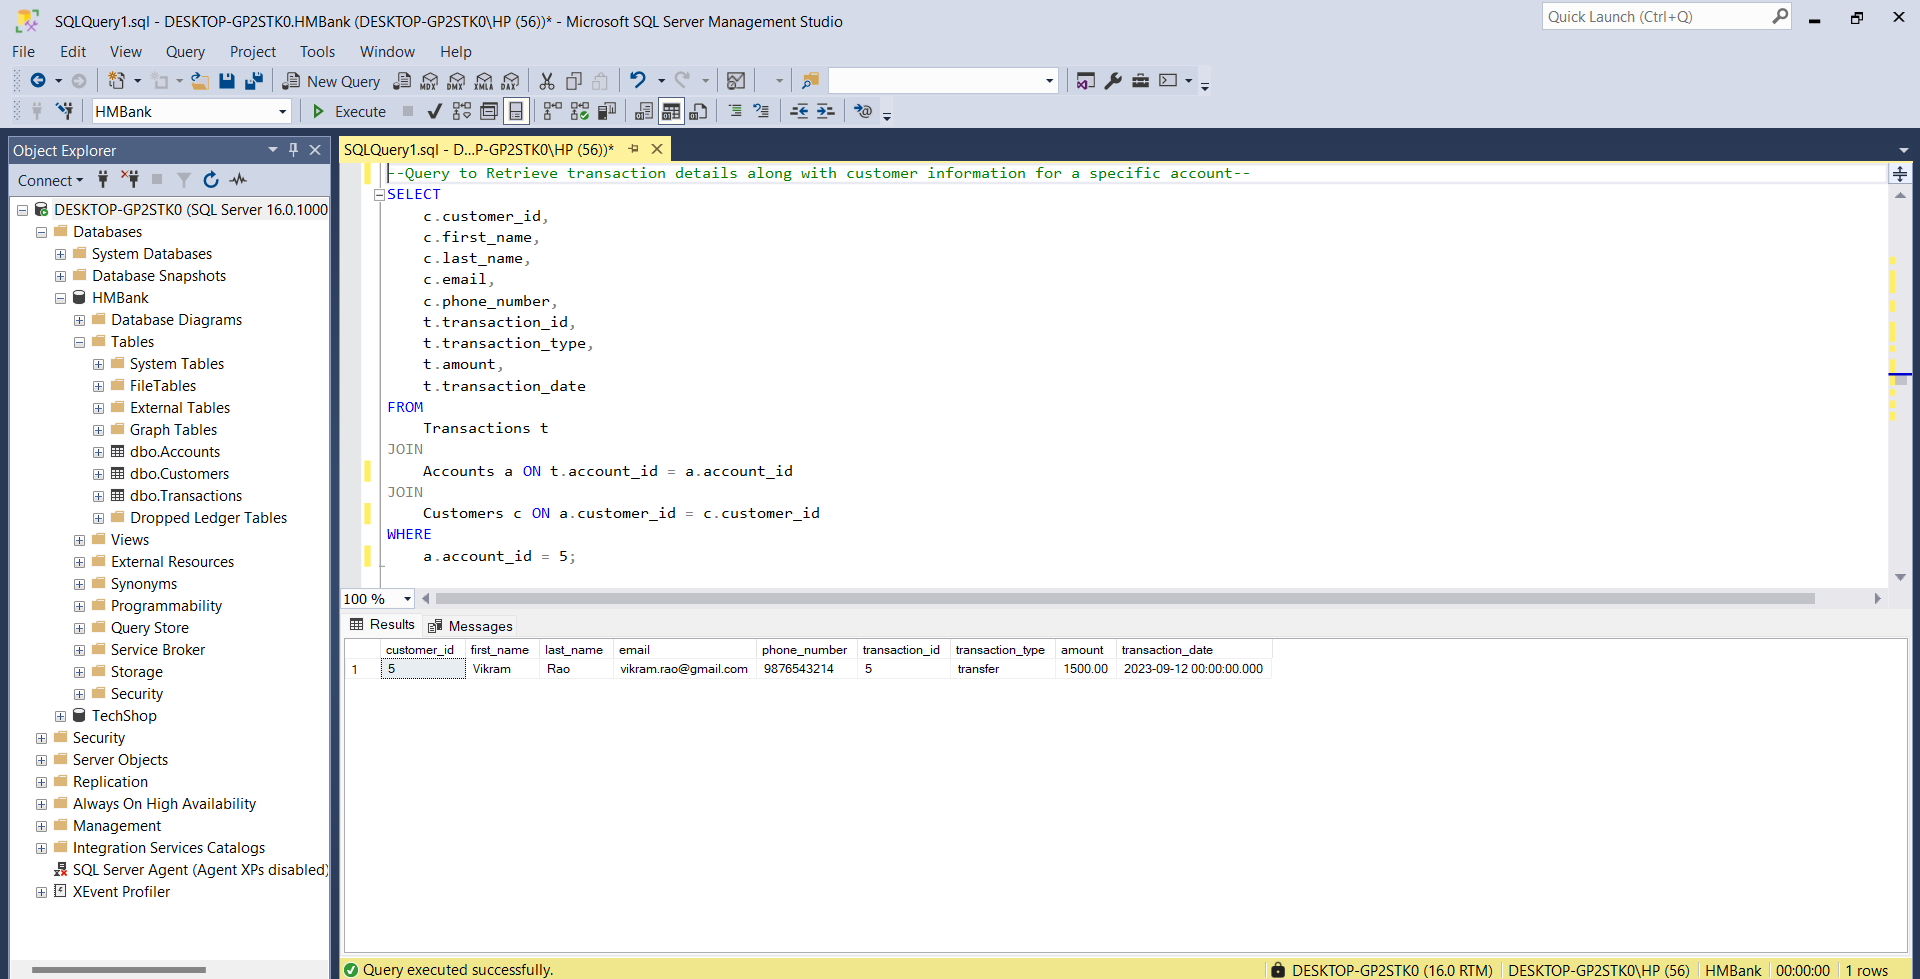 SQLQuery1.sql - DESKTOP-GP2STK0.HMBank (DESKTOP-GP2STK0\HP (56))* - Microsoft SQL Server Management Studio
Quick Launch (Ctrl+Q)
File Edit View Query Project Tools Window Help
New Query MDX DMX XMLA DAX
HMBank Execute
Object Explorer
Connect
DESKTOP-GP2STK0 (SQL Server 16.0.1000
Databases
System Databases
Database Snapshots
HMBank
Database Diagrams
Tables
System Tables
FileTables
External Tables
Graph Tables
dbo.Accounts
dbo.Customers
dbo.Transactions
Dropped Ledger Tables
Views
External Resources
Synonyms
Programmability
Query Store
Service Broker
Storage
Security
TechShop
Security
Server Objects
Replication
Always On High Availability
Management
Integration Services Catalogs
SQL Server Agent (Agent XPs disabled)
XEvent Profiler
SQLQuery1.sql - D...P-GP2STK0\HP (56))*
--Query to Retrieve transaction details along with customer information for a specific account--
SELECT
c.customer_id,
c.first_name,
c.last_name,
c.email,
c.phone_number,
t.transaction_id,
t.transaction_type,
t.amount,
t.transaction_date
FROM
Transactions t
JOIN
Accounts a ON t.account_id = a.account_id
JOIN
Customers c ON a.customer_id = c.customer_id
WHERE
a.account_id = 5;
100 %
Results Messages
customer_id first_name last_name email phone_number transaction_id transaction_type amount transaction_date
1 5 Vikram Rao vikram.rao@gmail.com 9876543214 5 transfer 1500.00 2023-09-12 00:00:00.000
Query executed successfully. DESKTOP-GP2STK0 (16.0 RTM) DESKTOP-GP2STK0\HP (56) HMBank 00:00:00 1 rows